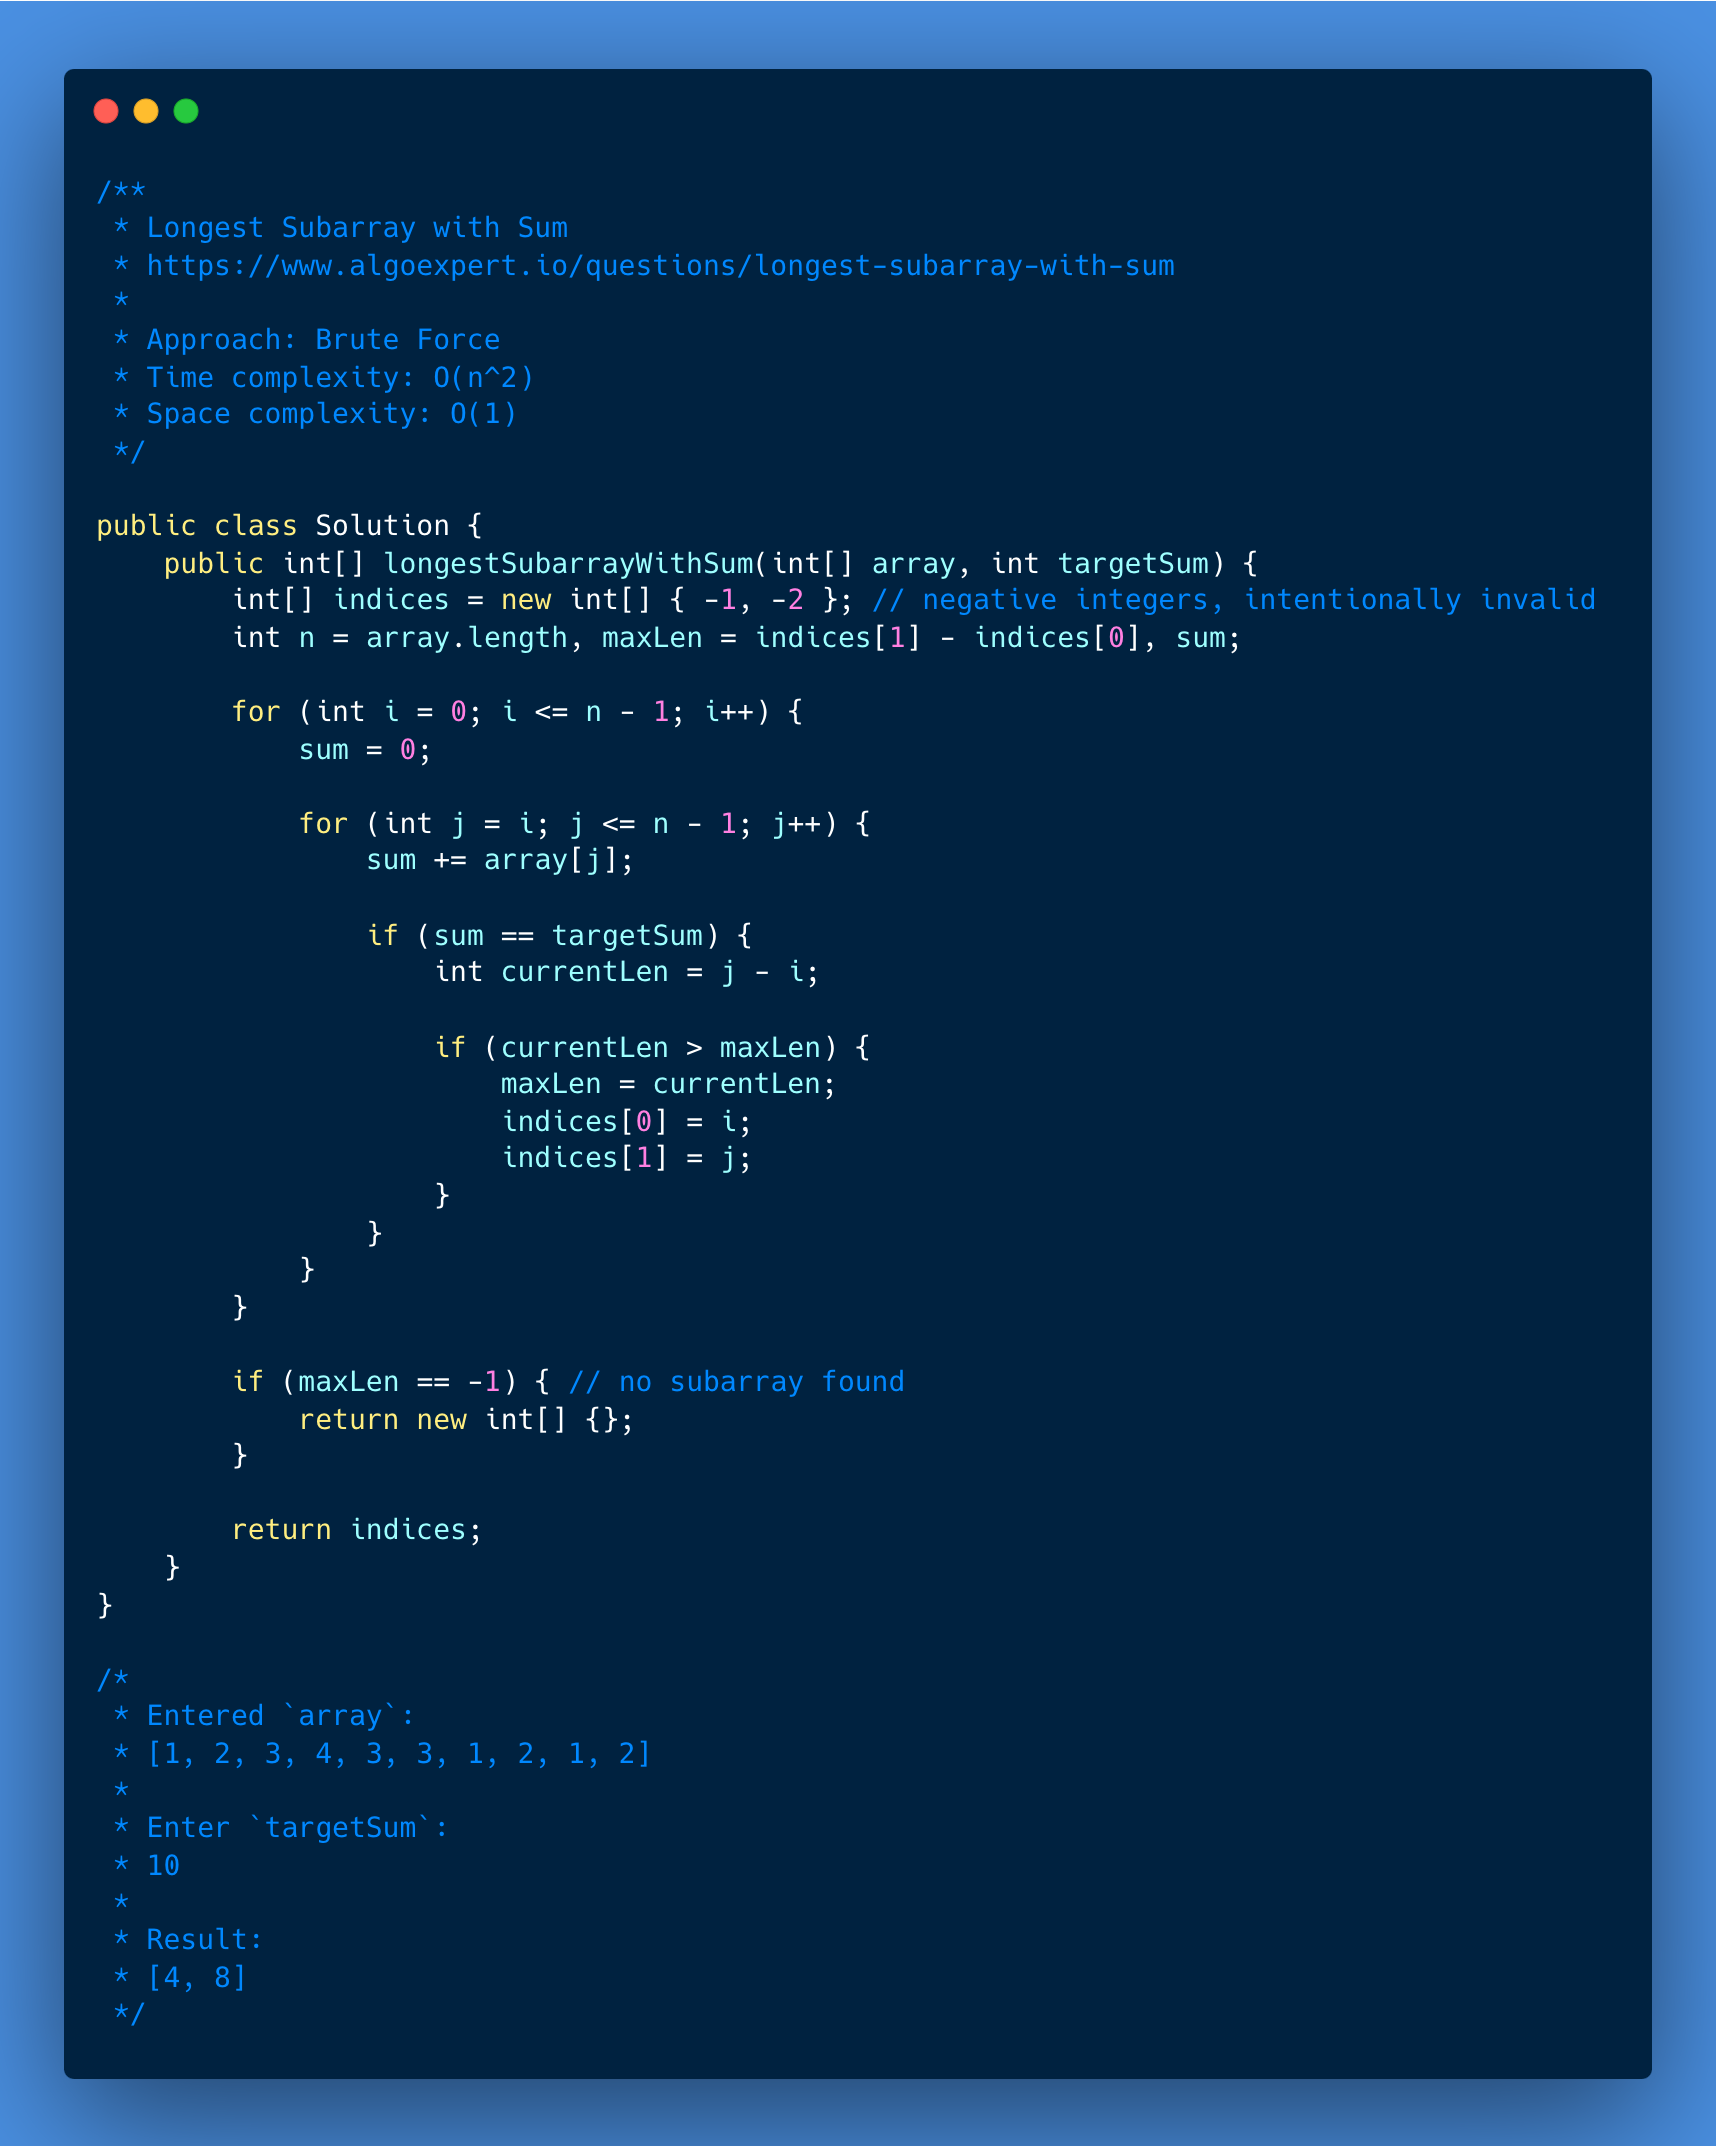 /**
 * Longest Subarray with Sum
 * https://www.algoexpert.io/questions/longest-subarray-with-sum
 *
 * Approach: Brute Force
 * Time complexity: O(n^2)
 * Space complexity: O(1)
 */

public class Solution {
    public int[] longestSubarrayWithSum(int[] array, int targetSum) {
        int[] indices = new int[] { -1, -2 }; // negative integers, intentionally invalid
        int n = array.length, maxLen = indices[1] - indices[0], sum;

        for (int i = 0; i <= n - 1; i++) {
            sum = 0;

            for (int j = i; j <= n - 1; j++) {
                sum += array[j];

                if (sum == targetSum) {
                    int currentLen = j - i;

                    if (currentLen > maxLen) {
                        maxLen = currentLen;
                        indices[0] = i;
                        indices[1] = j;
                    }
                }
            }
        }

        if (maxLen == -1) { // no subarray found
            return new int[] {};
        }

        return indices;
    }
}

/*
 * Entered `array`:
 * [1, 2, 3, 4, 3, 3, 1, 2, 1, 2]
 *
 * Enter `targetSum`:
 * 10
 *
 * Result:
 * [4, 8]
 */